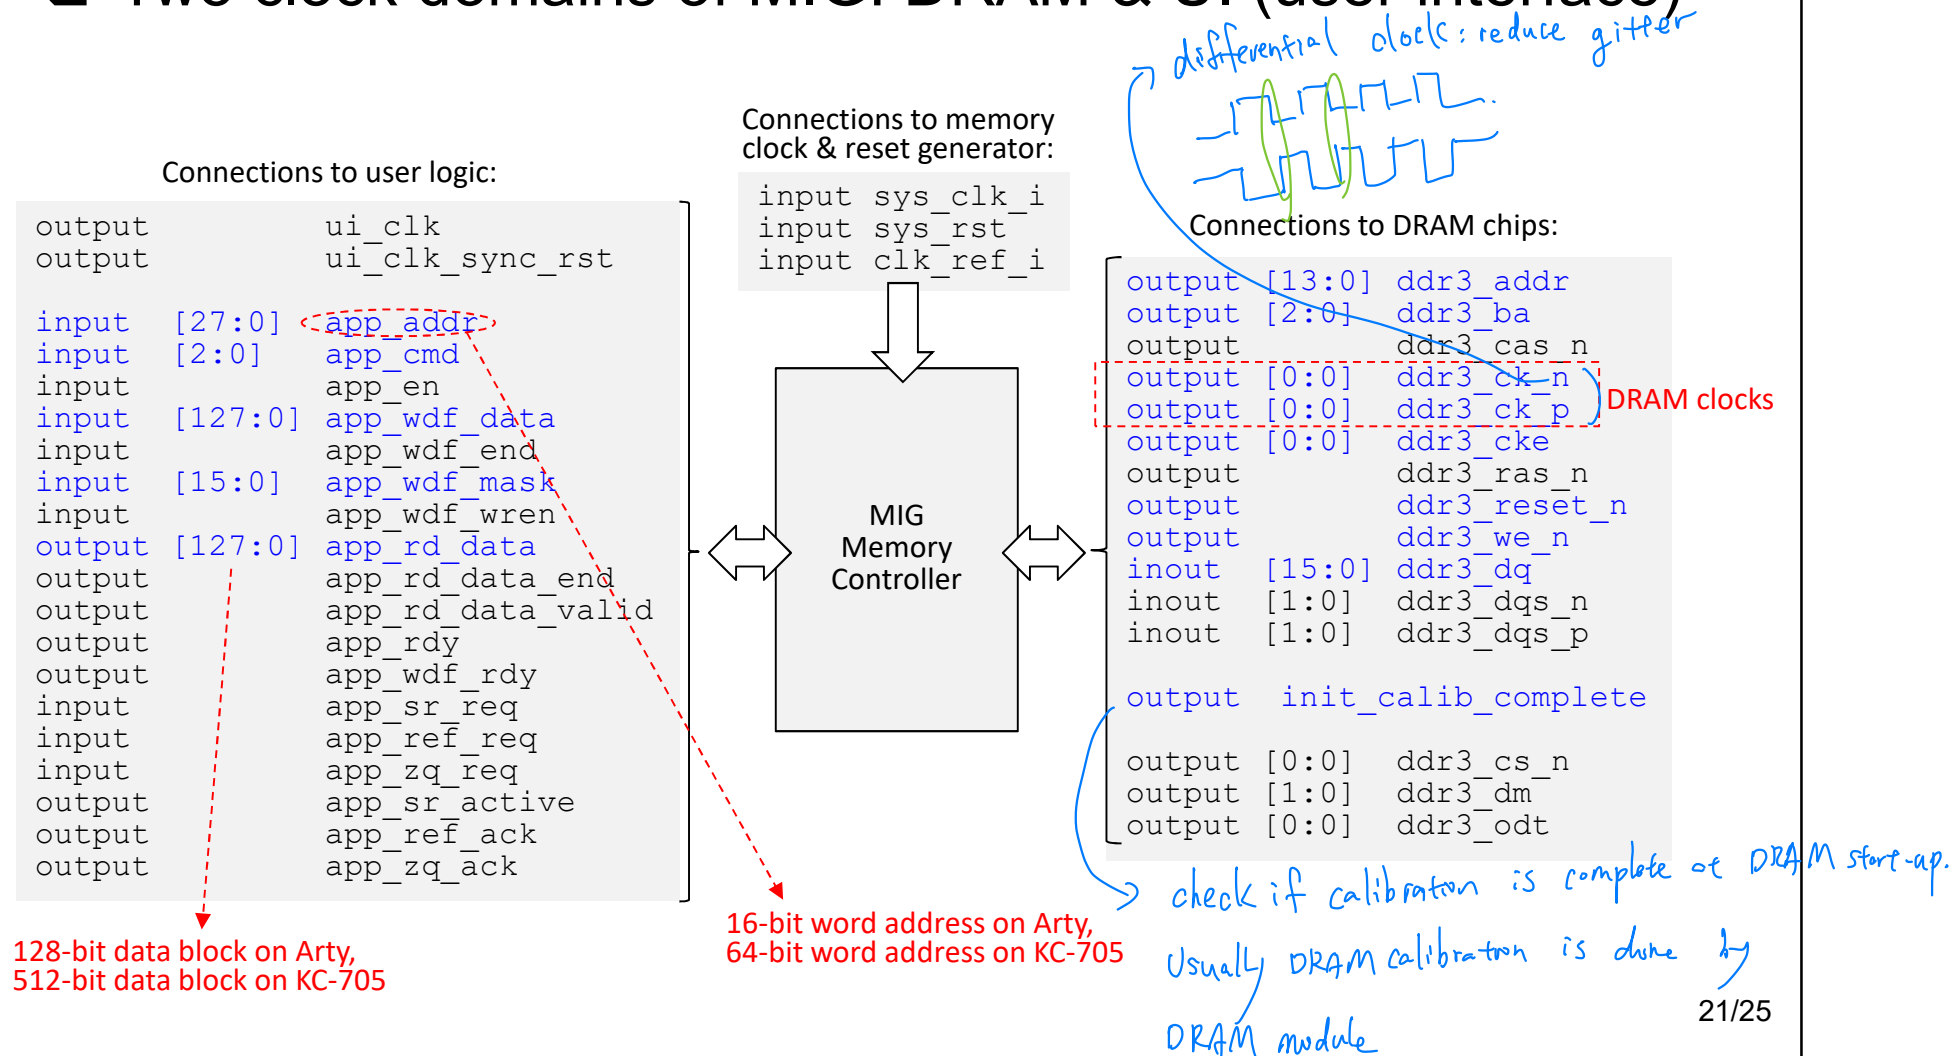 Two clock domains of MIG: DRAM & UI (user interface)
differential clock: reduce gitter
Connections to memory
clock & reset generator:
input sys_clk_i
input sys_rst
input clk_ref_i
Connections to user logic:
output ui_clk
output ui_clk_sync_rst
input [27:0] app_addr
input [2:0] app_cmd
input app_en
input [127:0] app_wdf_data
input app_wdf_end
input [15:0] app_wdf_mask
input app_wdf_wren
output [127:0] app_rd_data
output app_rd_data_end
output app_rd_data_valid
output app_rdy
output app_wdf_rdy
input app_sr_req
input app_ref_req
input app_zq_req
output app_sr_active
output app_ref_ack
output app_zq_ack
128-bit data block on Arty,
512-bit data block on KC-705
MIG
Memory
Controller
16-bit word address on Arty,
64-bit word address on KC-705
Connections to DRAM chips:
output [13:0] ddr3_addr
output [2:0] ddr3_ba
output ddr3_cas_n
output [0:0] ddr3_ck_n
output [0:0] ddr3_ck_p
DRAM clocks
output [0:0] ddr3_cke
output ddr3_ras_n
output ddr3_reset_n
output ddr3_we_n
inout [15:0] ddr3_dq
inout [1:0] ddr3_dqs_n
inout [1:0] ddr3_dqs_p
output init_calib_complete
output [0:0] ddr3_cs_n
output [1:0] ddr3_dm
output [0:0] ddr3_odt
check if calibration is complete at DRAM start-up.
Usually DRAM calibration is done by
DRAM module
21/25